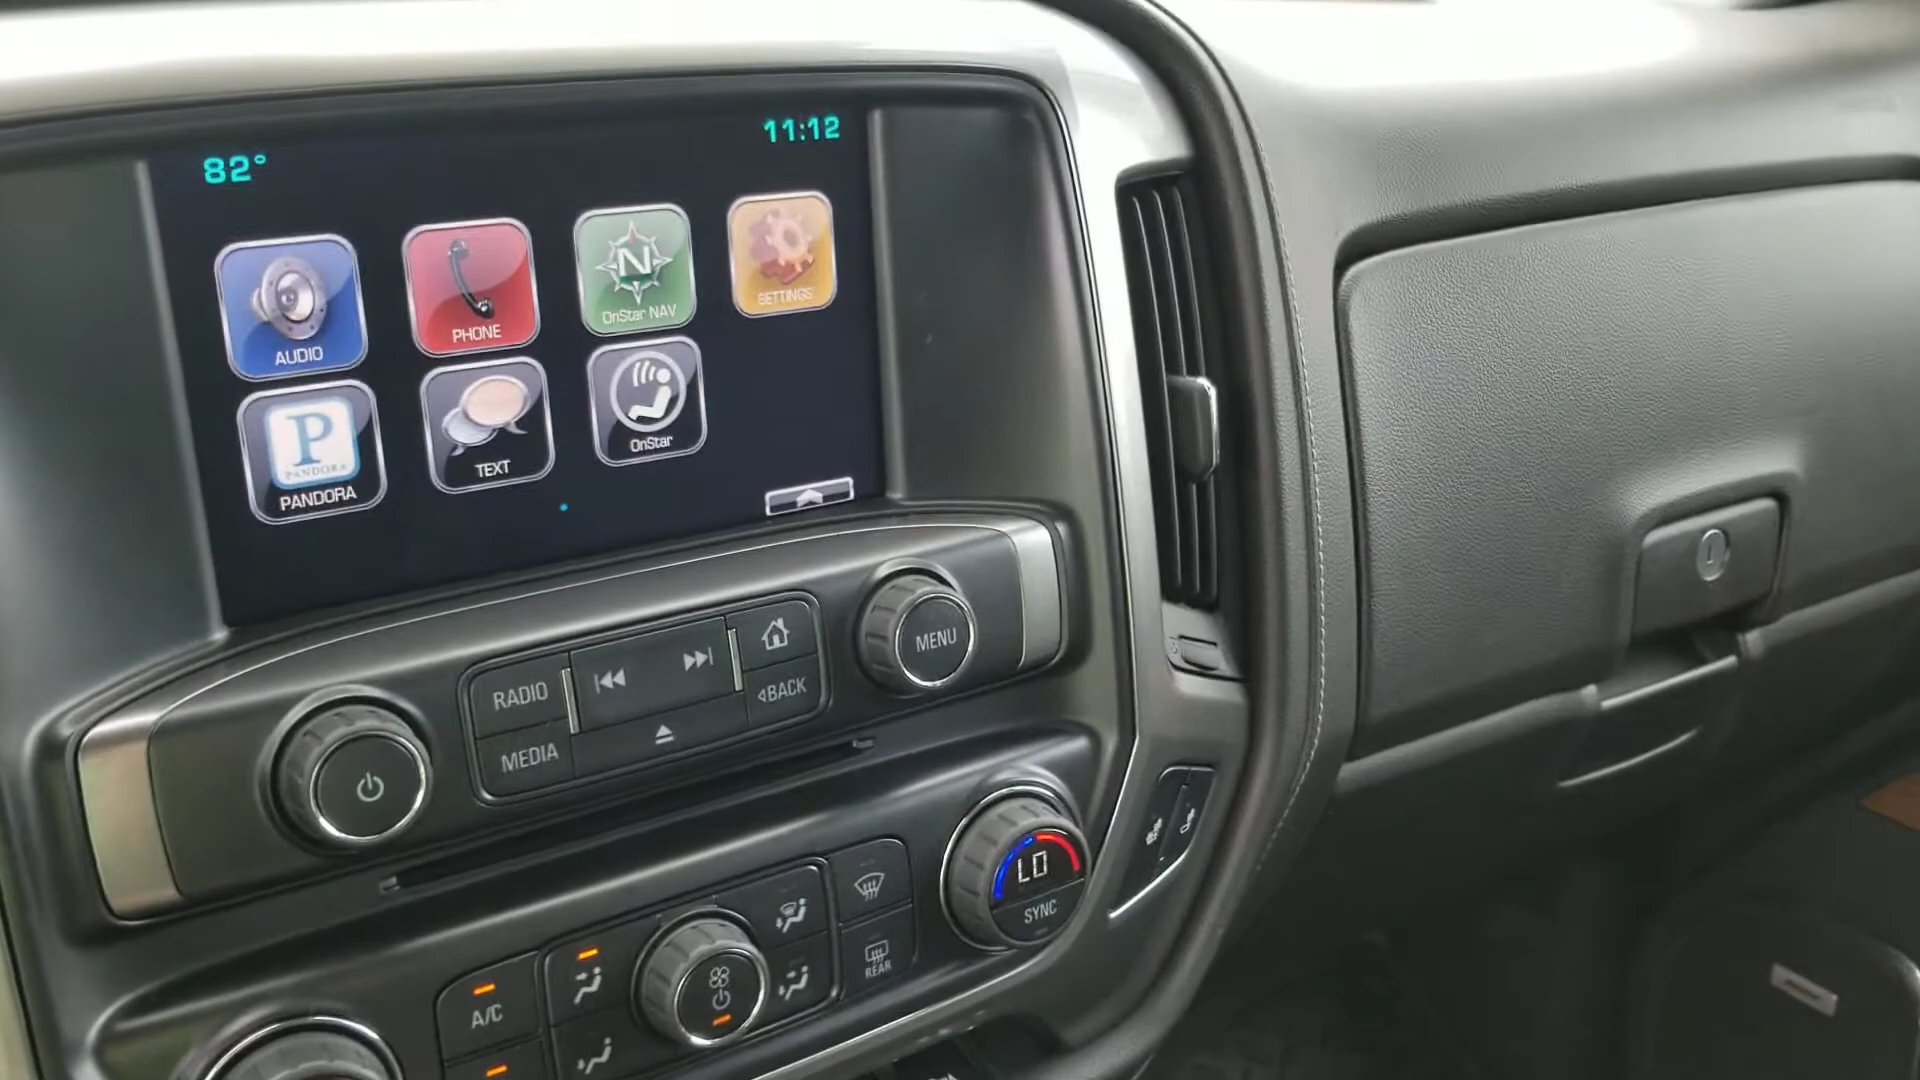 82°
11:12
AUDIO
PHONE
OnStar NAV
SETTINGS
P
PANDORA
PANDORA
TEXT
OnStar
RADIO
MEDIA
BACK
MENU
LO
SYNC
REAR
A/C